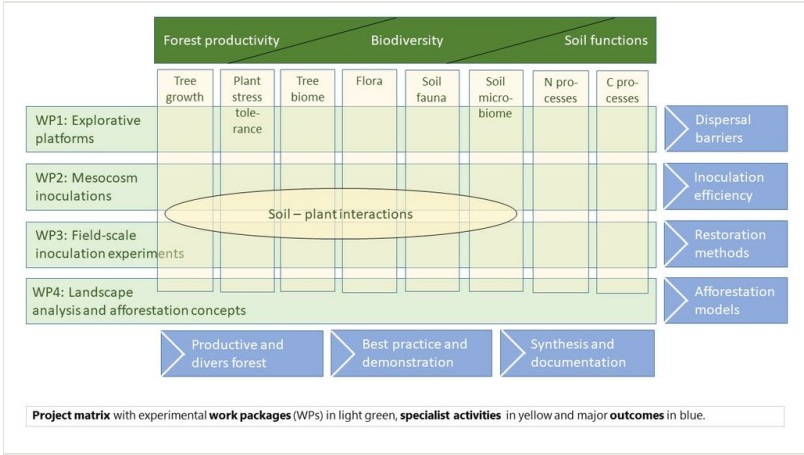 Forest productivity Biodiversity Soil functions
Tree
growth
Plant
stress
tole-
rance
Tree
biome
Flora
Soil
fauna
Soil
micro-
biome
N pro-
cesses
C pro-
cesses
WP1: Explorative
platforms
Dispersal
barriers
WP2: Mesocosm
inoculations
Inoculation
efficiency
Soil – plant interactions
WP3: Field-scale
inoculation experiments
Restoration
methods
WP4: Landscape
analysis and afforestation concepts
Afforestation
models
Productive and
divers forest
Best practice and
demonstration
Synthesis and
documentation
Project matrix with experimental work packages (WPs) in light green, specialist activities in yellow and major outcomes in blue.